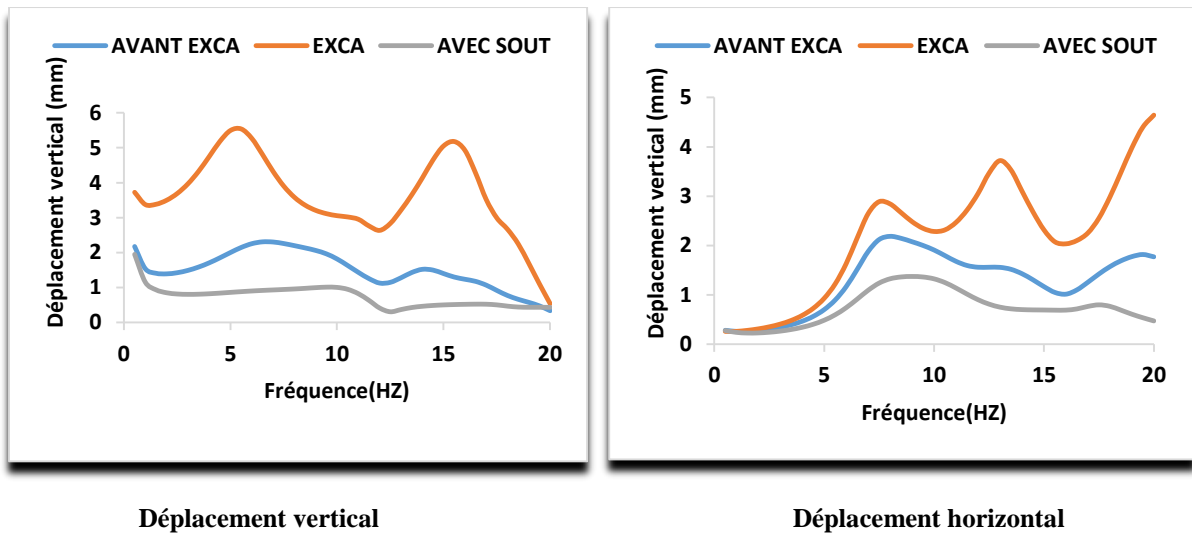 AVANT EXCA EXCA AVEC SOUT
Déplacement vertical (mm)
6
5
4
3
2
1
0
0 5 10 15 20
Fréquence(HZ)
AVANT EXCA EXCA AVEC SOUT
Déplacement vertical (mm)
5
4
3
2
1
0
0 5 10 15 20
Fréquence(HZ)
Déplacement vertical
Déplacement horizontal